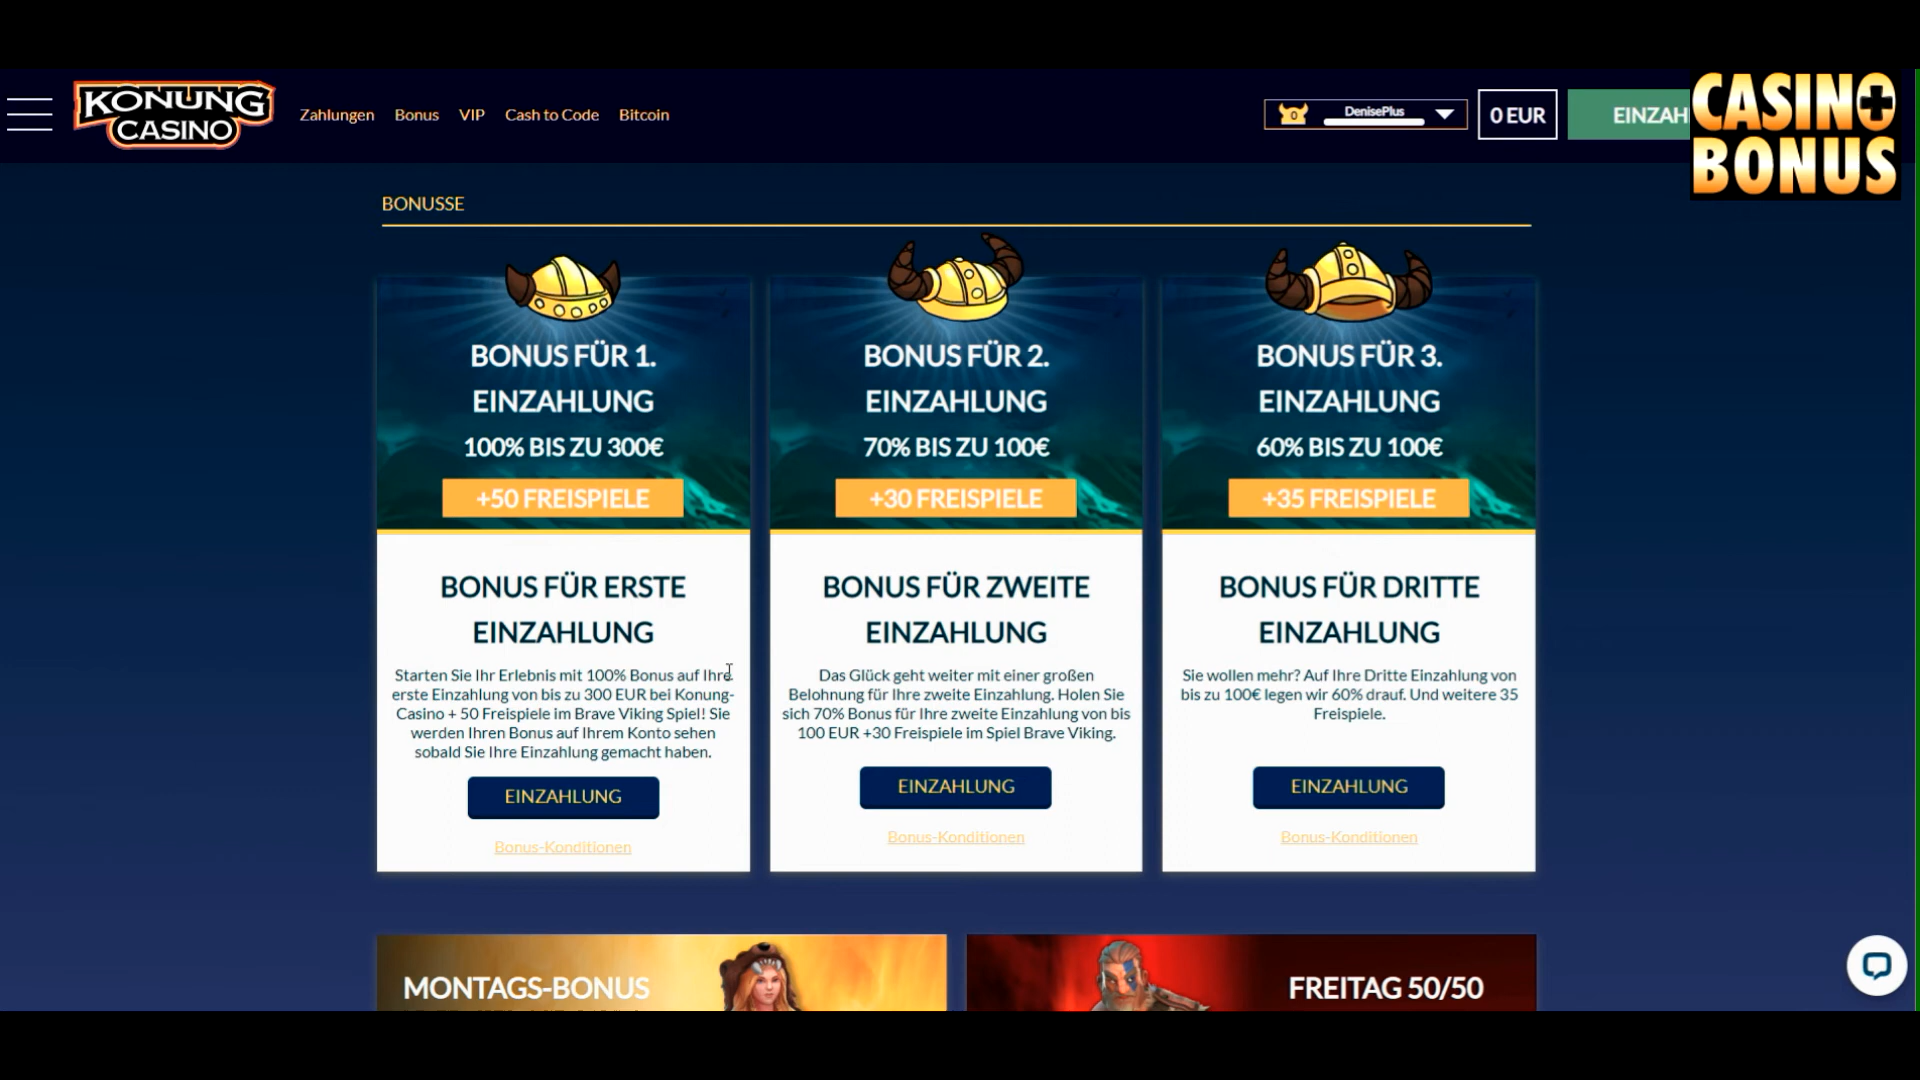 KONUNG
CASINO
Zahlungen Bonus VIP Cash to Code Bitcoin
0 DenisePlus 0 EUR EINZAH
CASINO
BONUS
BONUSSE
BONUS FÜR 1.
EINZAHLUNG
100% BIS ZU 300€
+50 FREISPIELE
BONUS FÜR ERSTE
EINZAHLUNG
Starten Sie Ihr Erlebnis mit 100% Bonus auf Ihre
erste Einzahlung von bis zu 300 EUR bei Konung-
Casino + 50 Freispiele im Brave Viking Spiel! Sie
werden Ihren Bonus auf Ihrem Konto sehen
sobald Sie Ihre Einzahlung gemacht haben.
EINZAHLUNG
Bonus-Konditionen
BONUS FÜR 2.
EINZAHLUNG
70% BIS ZU 100€
+30 FREISPIELE
BONUS FÜR ZWEITE
EINZAHLUNG
Das Glück geht weiter mit einer großen
Belohnung für Ihre zweite Einzahlung. Holen Sie
sich 70% Bonus für Ihre zweite Einzahlung von bis
100 EUR +30 Freispiele im Spiel Brave Viking.
EINZAHLUNG
Bonus-Konditionen
BONUS FÜR 3.
EINZAHLUNG
60% BIS ZU 100€
+35 FREISPIELE
BONUS FÜR DRITTE
EINZAHLUNG
Sie wollen mehr? Auf Ihre Dritte Einzahlung von
bis zu 100€ legen wir 60% drauf. Und weitere 35
Freispiele.
EINZAHLUNG
Bonus-Konditionen
MONTAGS-BONUS
FREITAG 50/50